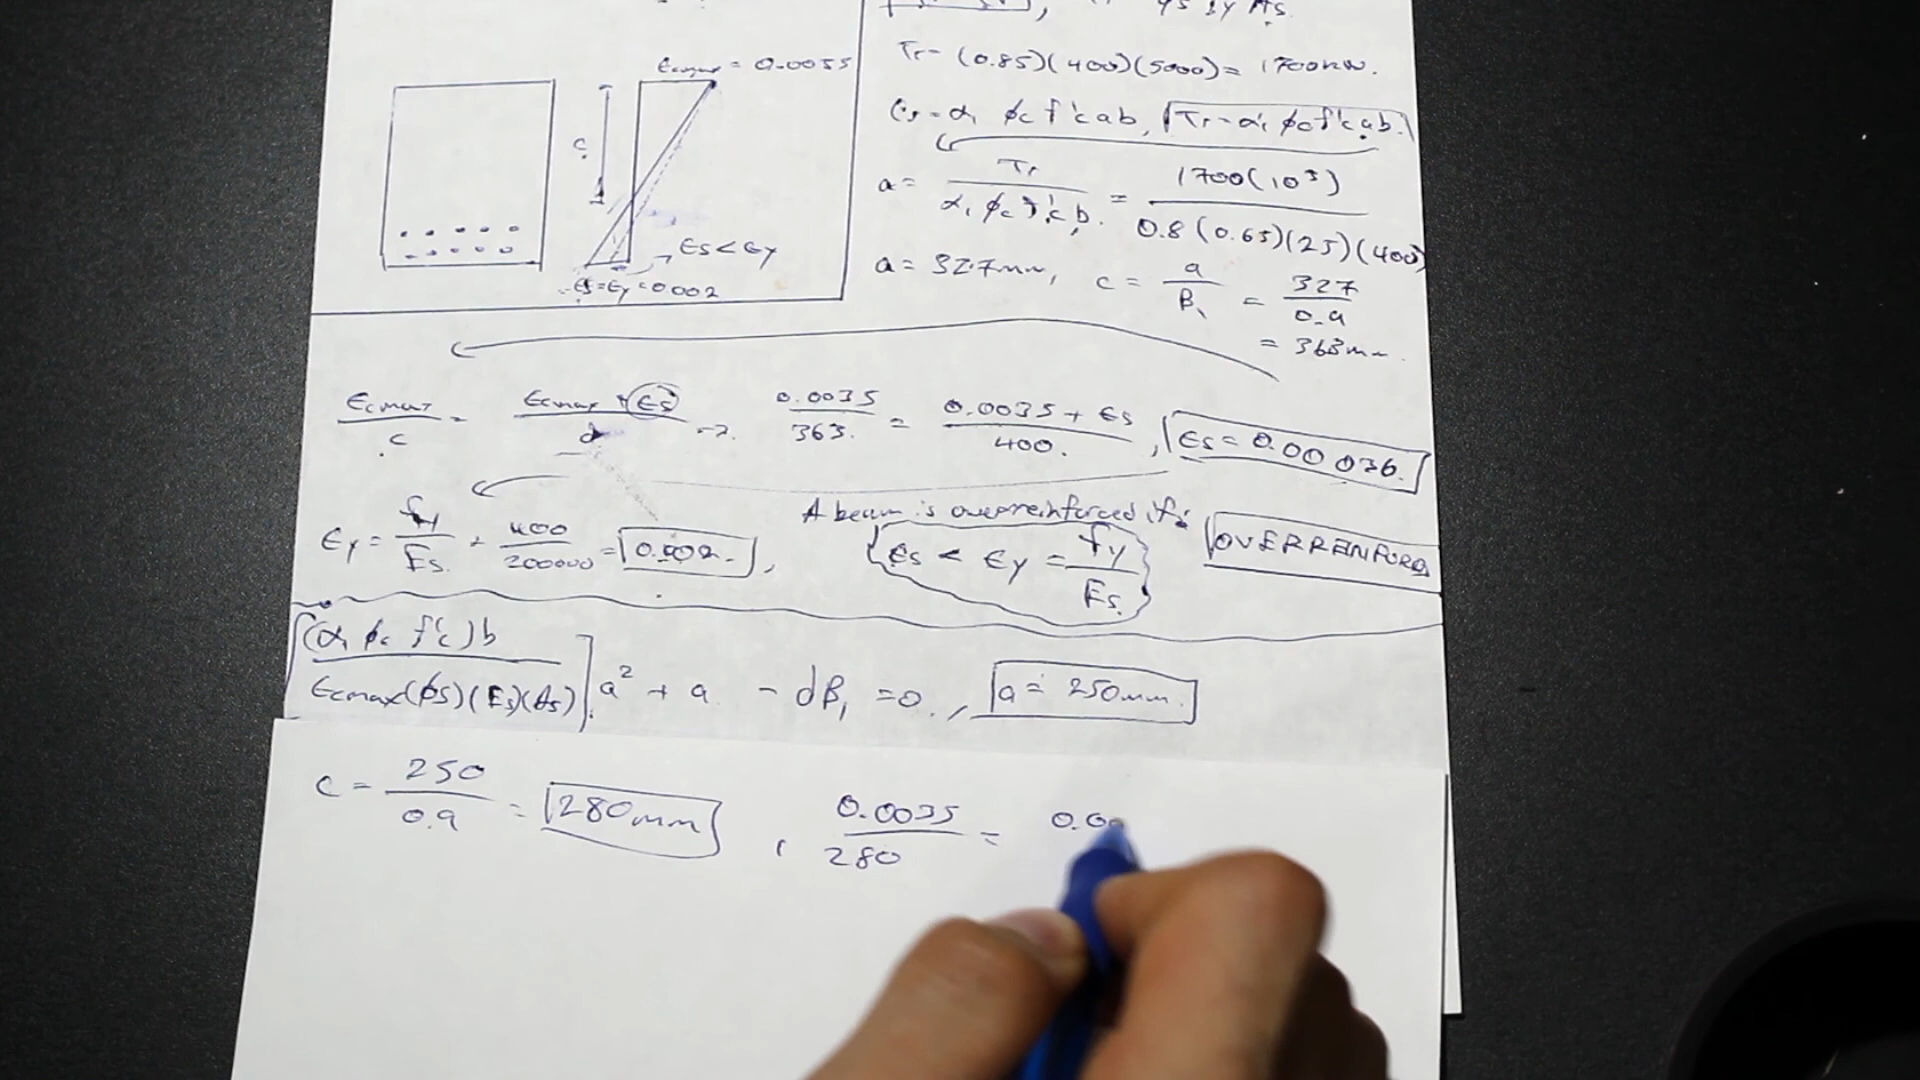 εcmax = 0.0035
c
εs < εy
εs = εy = 0.002
Tr = (0.85)(400)(5000) = 1700kN.
Cr = α1 ϕc f'c a b, Tr = α1 ϕc f'c a b.
a = Tr / α1 ϕc f'c b. = 1700(10³) / 0.8(0.65)(25)(400)
a = 327mm, c = a / β1 = 327 / 0.9
= 363mm.
εcmax / c = εcmax + εs / d → 0.0035 / 363. = 0.0035 + εs / 400. , εs = 0.00036.
A beam is overreinforced if:
εy = fy / Es. = 400 / 200000 = 0.002. , εs < εy = fy / Es. OVERREINFORCED
[(α1 ϕc f'c)b / εcmax(ϕs)(Es)(As)] a² + a - dβ1 = 0. , a = 250mm.
c = 250 / 0.9 = 280mm , 0.0035 / 280 = 0.00